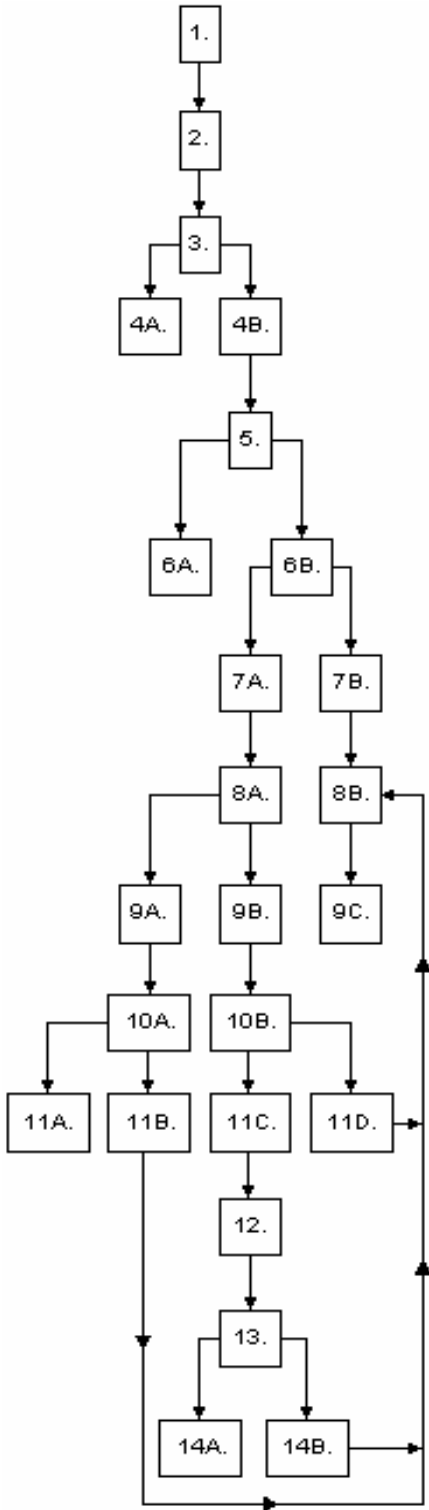 1.
2.
3.
4A. 4B.
5.
6A. 6B.
7A. 7B.
8A. 8B.
9A. 9B. 9C.
10A. 10B.
11A. 11B. 11C. 11D.
12.
13.
14A. 14B.